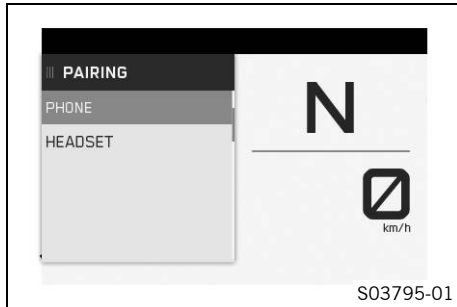 PAIRING
PHONE
HEADSET
N
0
km/h
S03795-01